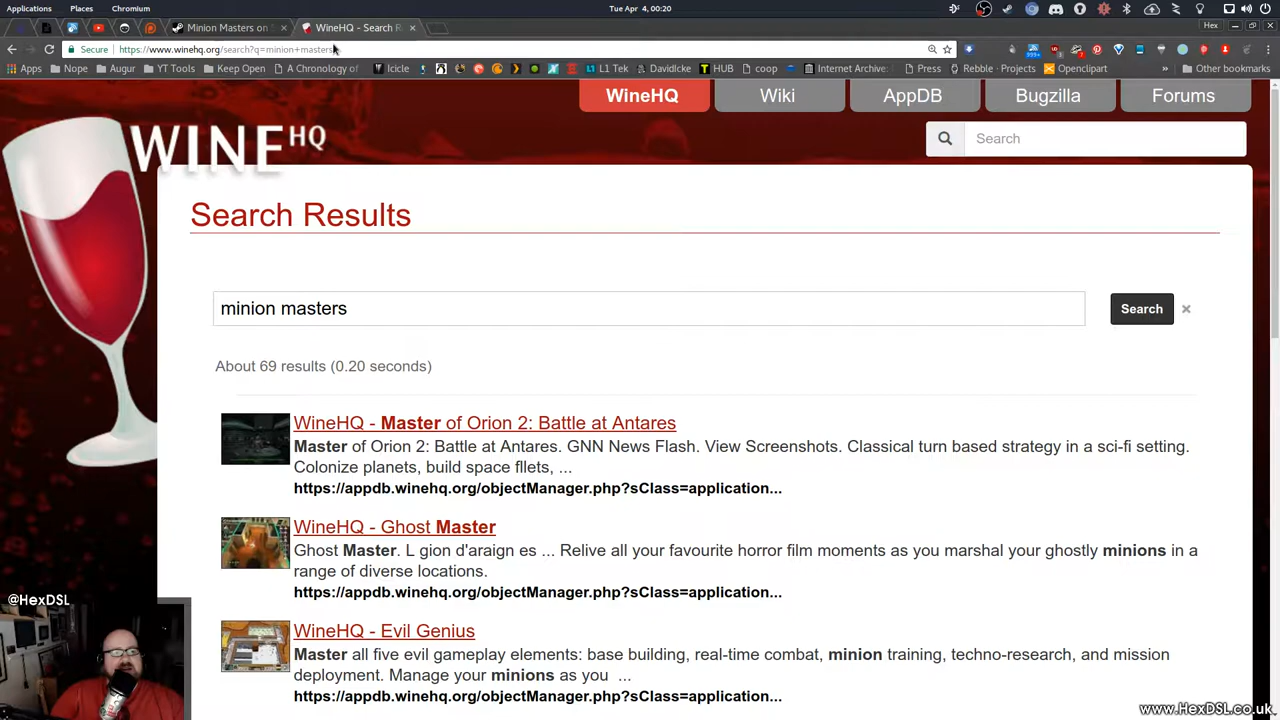 Applications Places Chromium Tue Apr 4, 00:20 Hex
Minion Masters on S WineHQ - Search R
Secure https://www.winehq.org/search?q=minion+masters
Apps Nope Augur YT Tools Keep Open A Chronology of Icicle L1 Tek DavidIcke HUB coop Internet Archive: Press Rebble · Projects Openclipart » Other bookmarks
WineHQ Wiki AppDB Bugzilla Forums
WINE HQ
Search
Search Results
minion masters Search ×
About 69 results (0.20 seconds)
WineHQ - Master of Orion 2: Battle at Antares
Master of Orion 2: Battle at Antares. GNN News Flash. View Screenshots. Classical turn based strategy in a sci-fi setting.
Colonize planets, build space fllets, ...
https://appdb.winehq.org/objectManager.php?sClass=application...
WineHQ - Ghost Master
Ghost Master. L gion d'araign es ... Relive all your favourite horror film moments as you marshal your ghostly minions in a
range of diverse locations.
https://appdb.winehq.org/objectManager.php?sClass=application...
WineHQ - Evil Genius
Master all five evil gameplay elements: base building, real-time combat, minion training, techno-research, and mission
deployment. Manage your minions as you ...
https://appdb.winehq.org/objectManager.php?sClass=application...
@HexDSL
www.HexDSL.co.uk